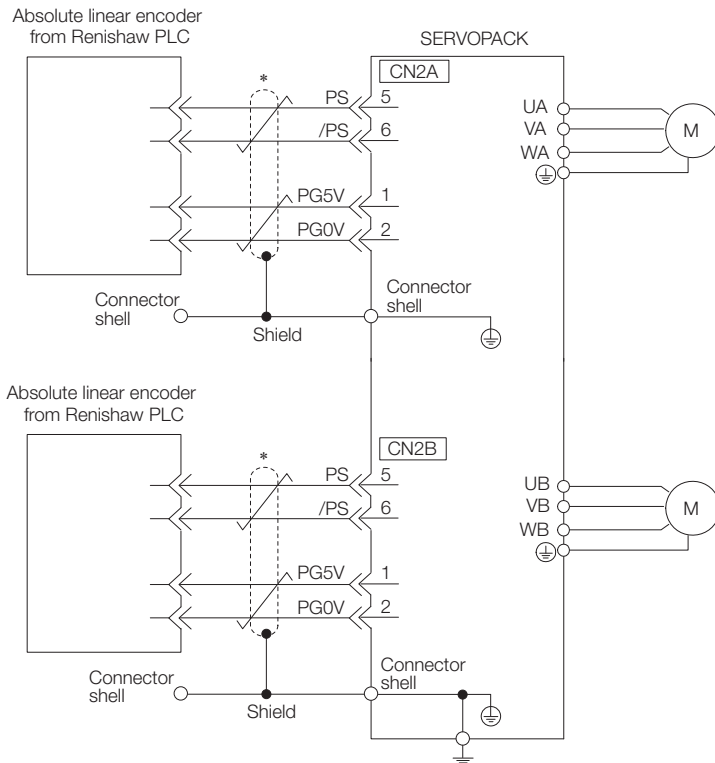 Absolute linear encoder
from Renishaw PLC
SERVOPACK
CN2A
*
PS 5
/PS 6
PG5V 1
PG0V 2
UA
VA
WA
M
Connector
shell
Shield
Connector
shell
Absolute linear encoder
from Renishaw PLC
CN2B
*
PS 5
/PS 6
PG5V 1
PG0V 2
UB
VB
WB
M
Connector
shell
Shield
Connector
shell